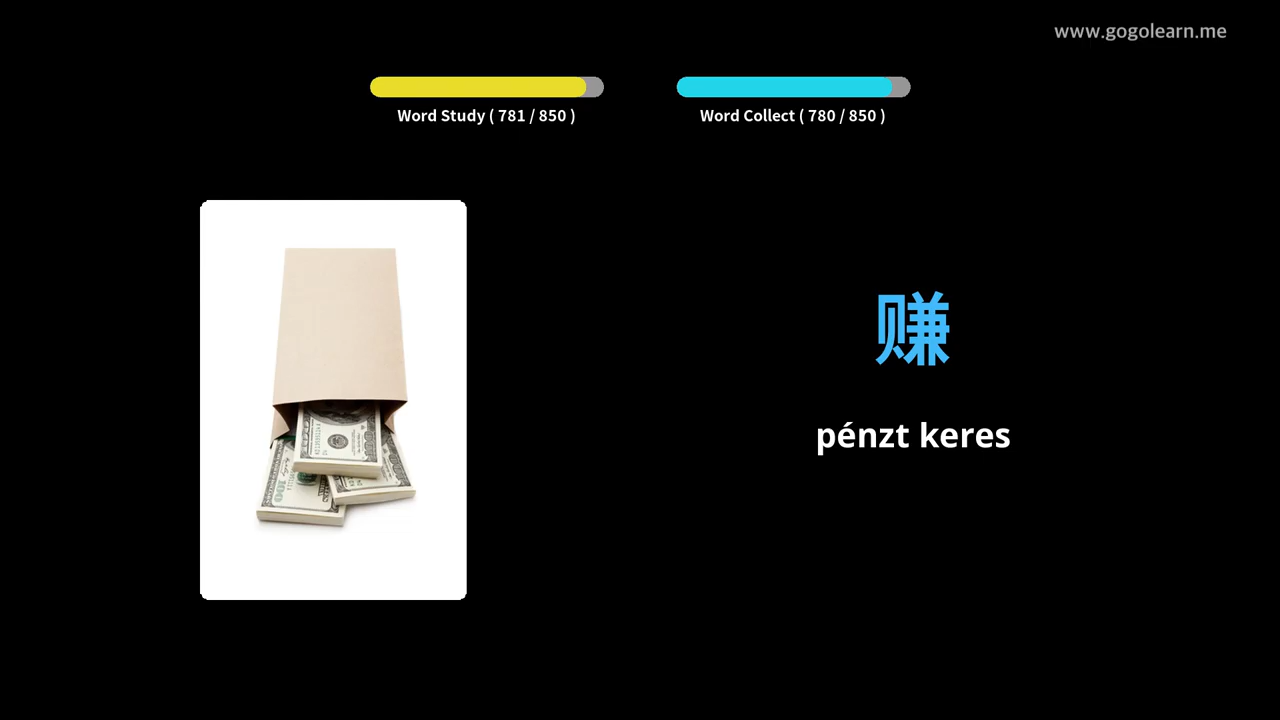 www.gogolearn.me
Word Study ( 781 / 850 )
Word Collect ( 780 / 850 )
赚
pénzt keres